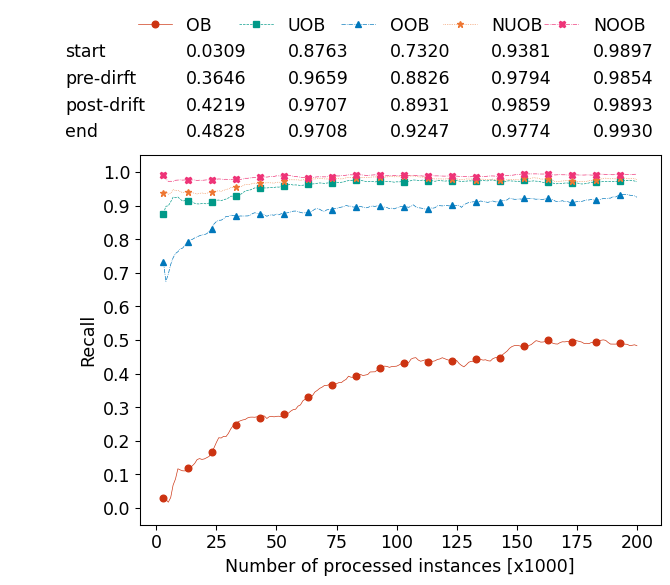 OB UOB OOB NUOB NOOB
start 0.0309 0.8763 0.7320 0.9381 0.9897
pre-dirft 0.3646 0.9659 0.8826 0.9794 0.9854
post-drift 0.4219 0.9707 0.8931 0.9859 0.9893
end 0.4828 0.9708 0.9247 0.9774 0.9930
1.0
0.9
0.8
0.7
0.6
0.5
0.4
0.3
0.2
0.1
0.0
Recall
0 25 50 75 100 125 150 175 200
Number of processed instances [x1000]